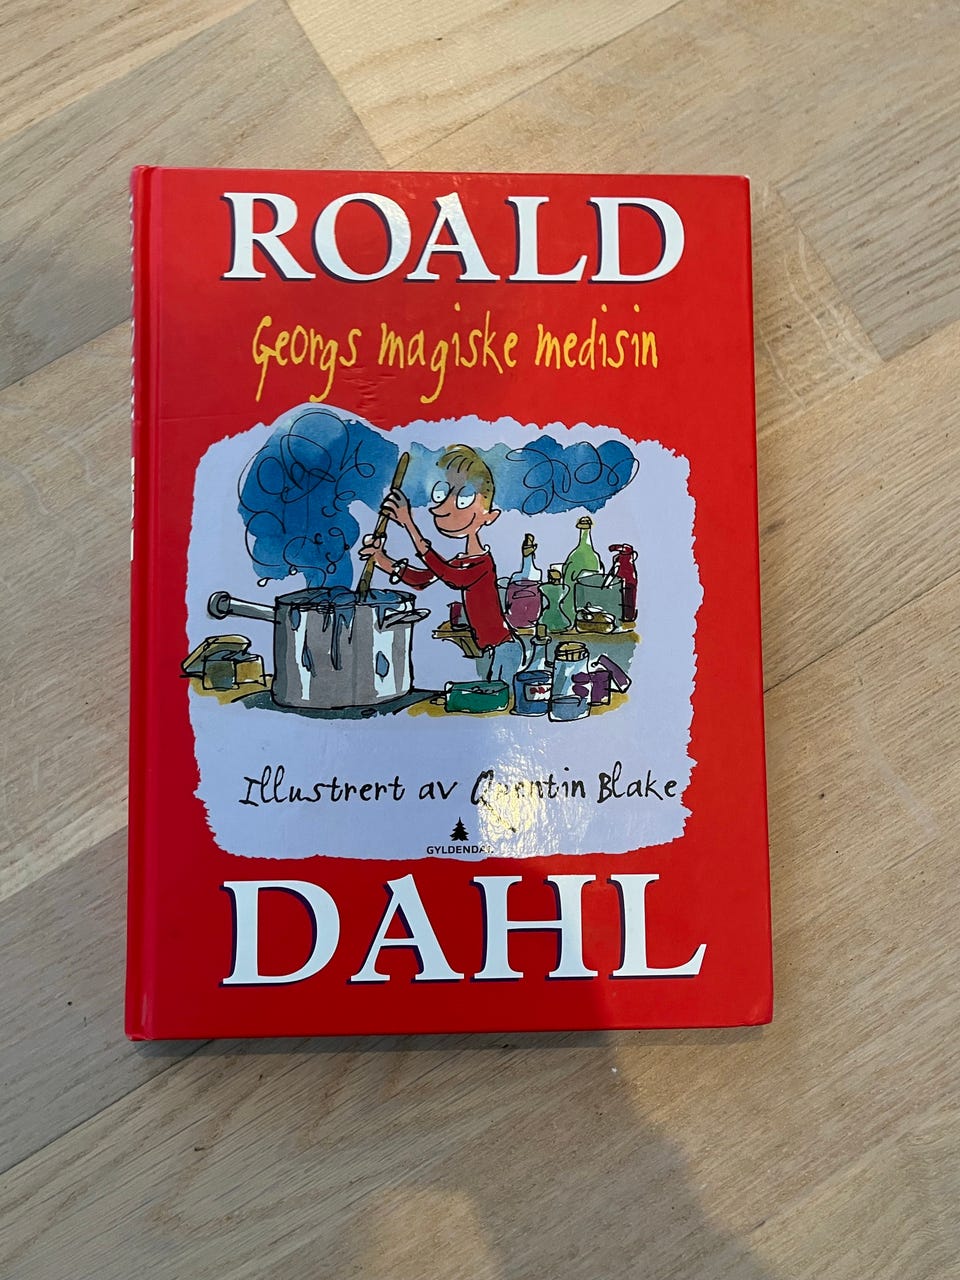 ROALD
Georgs magiske medisin
Illustrert av Quentin Blake
GYLDENDAL
DAHL